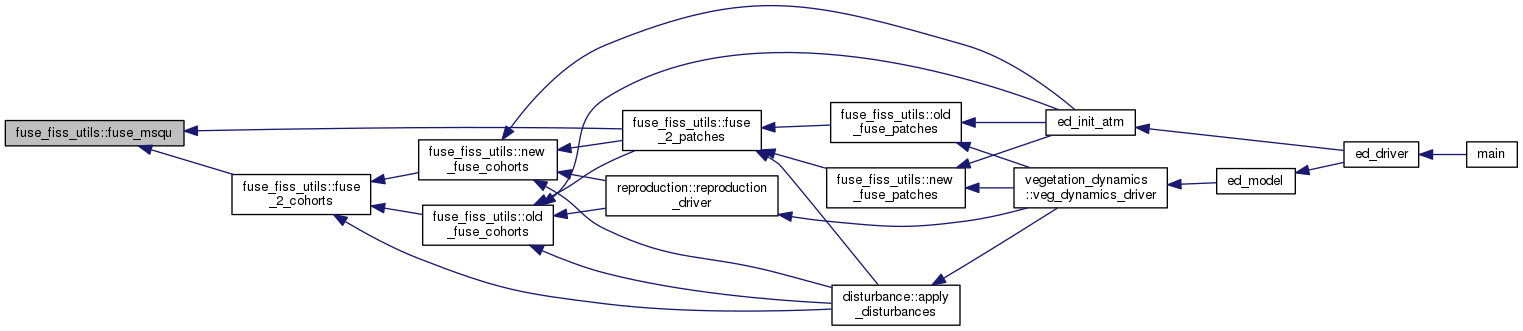 fuse_fiss_utils::fuse_msqu
fuse_fiss_utils::fuse
_2_cohorts
fuse_fiss_utils::new
_fuse_cohorts
fuse_fiss_utils::old
_fuse_cohorts
fuse_fiss_utils::fuse
_2_patches
reproduction::reproduction
_driver
fuse_fiss_utils::old
_fuse_patches
fuse_fiss_utils::new
_fuse_patches
disturbance::apply
_disturbances
ed_init_atm
vegetation_dynamics
::veg_dynamics_driver
ed_model
ed_driver
main